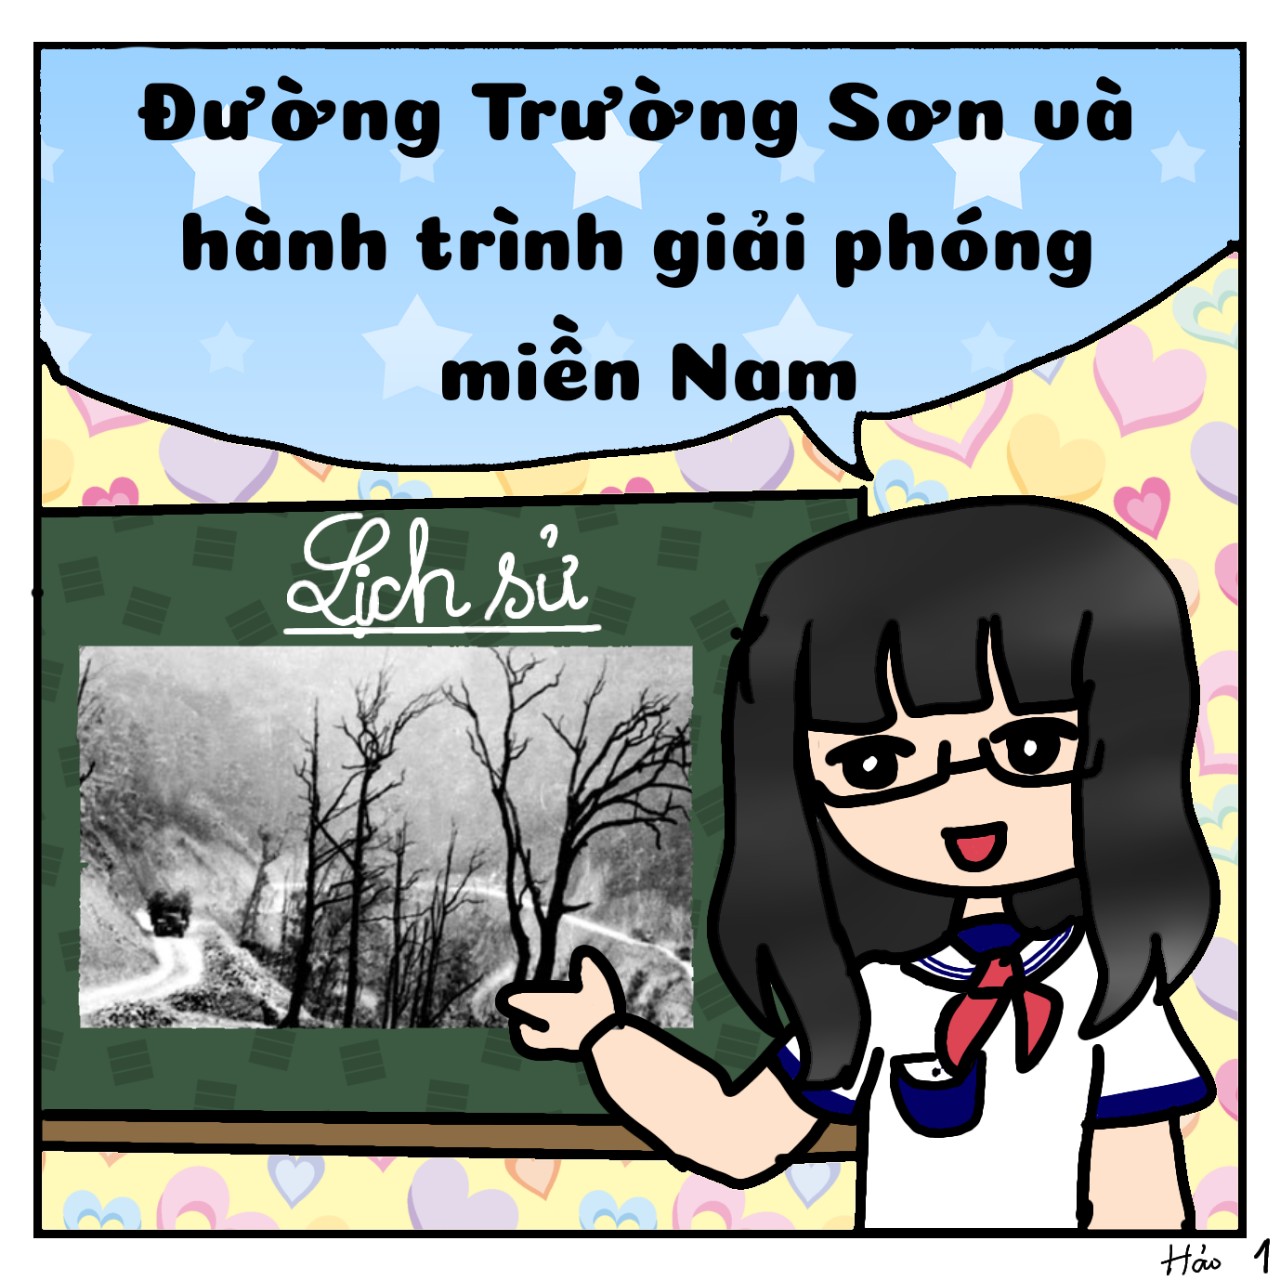 Đường Trường Sơn và
hành trình giải phóng
miền Nam
Lịch sử
Hảo 1